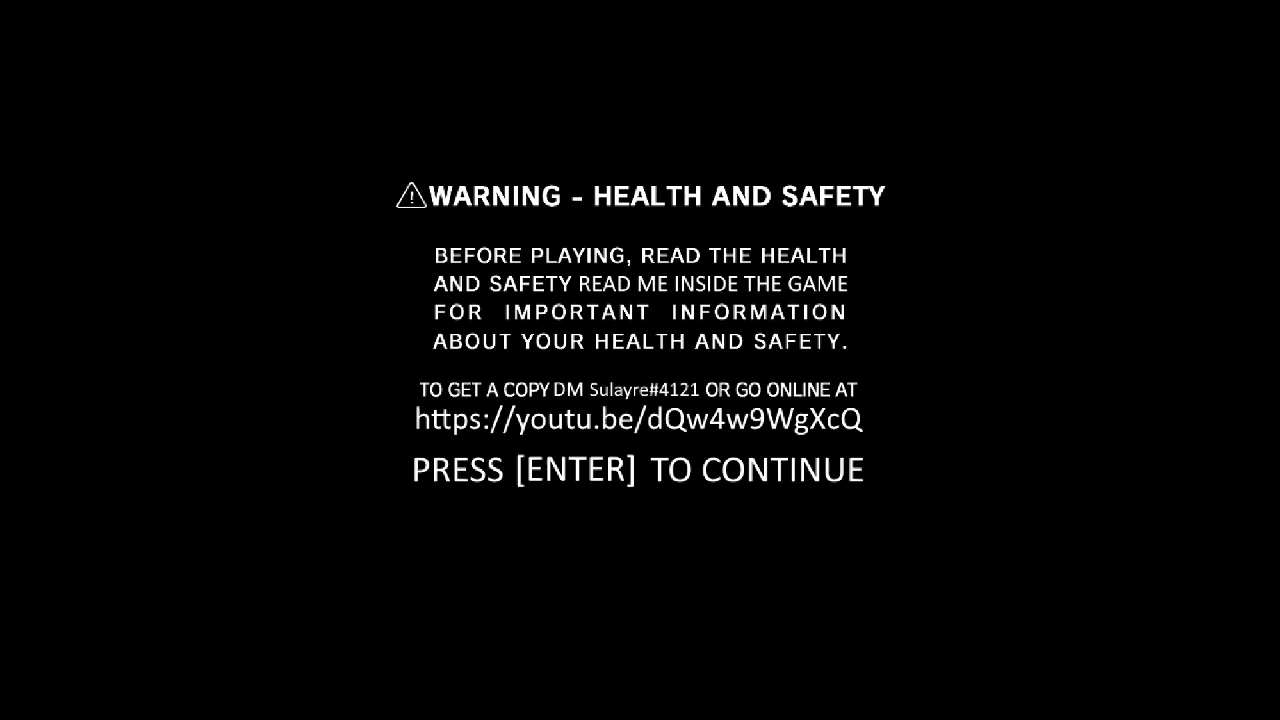 ⚠WARNING - HEALTH AND SAFETY
BEFORE PLAYING, READ THE HEALTH
AND SAFETY READ ME INSIDE THE GAME
FOR IMPORTANT INFORMATION
ABOUT YOUR HEALTH AND SAFETY.
TO GET A COPY DM Sulayre#4121 OR GO ONLINE AT
https://youtu.be/dQw4w9WgXcQ
PRESS [ENTER] TO CONTINUE